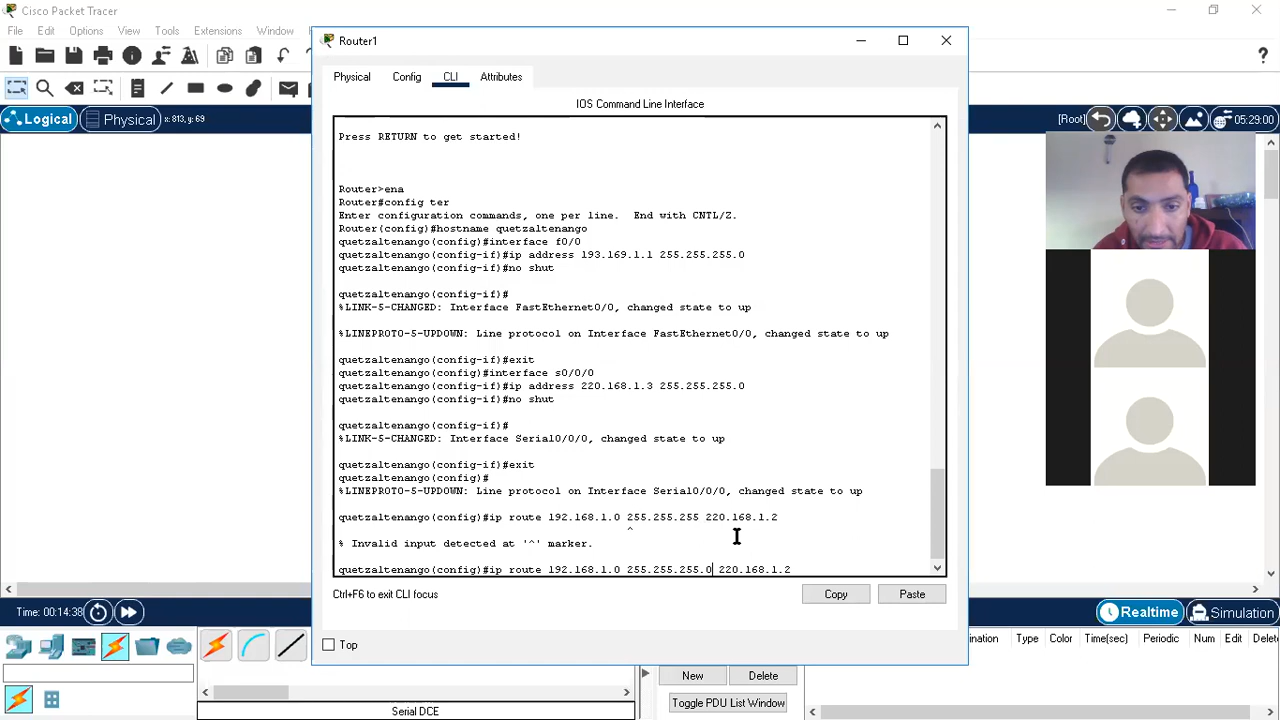 Cisco Packet Tracer
File Edit Options View Tools Extensions Window
Logical
Physical
x: 813, y: 69
[Root]
05:29:00
Router1
Physical Config CLI Attributes
IOS Command Line Interface
Press RETURN to get started!
Router>ena
Router#config ter
Enter configuration commands, one per line. End with CNTL/Z.
Router(config)#hostname quetzaltenango
quetzaltenango(config)#interface f0/0
quetzaltenango(config-if)#ip address 193.169.1.1 255.255.255.0
quetzaltenango(config-if)#no shut
quetzaltenango(config-if)#
%LINK-5-CHANGED: Interface FastEthernet0/0, changed state to up
%LINEPROTO-5-UPDOWN: Line protocol on Interface FastEthernet0/0, changed state to up
quetzaltenango(config-if)#exit
quetzaltenango(config)#interface s0/0/0
quetzaltenango(config-if)#ip address 220.168.1.3 255.255.255.0
quetzaltenango(config-if)#no shut
quetzaltenango(config-if)#
%LINK-5-CHANGED: Interface Serial0/0/0, changed state to up
quetzaltenango(config-if)#exit
quetzaltenango(config)#
%LINEPROTO-5-UPDOWN: Line protocol on Interface Serial0/0/0, changed state to up
quetzaltenango(config)#ip route 192.168.1.0 255.255.255 220.168.1.2
^
% Invalid input detected at '^' marker.
quetzaltenango(config)#ip route 192.168.1.0 255.255.255.0 220.168.1.2
Ctrl+F6 to exit CLI focus
Copy
Paste
Top
Time: 00:14:38
Realtime
Simulation
ination Type Color Time(sec) Periodic Num Edit Delete
New
Delete
Toggle PDU List Window
Serial DCE